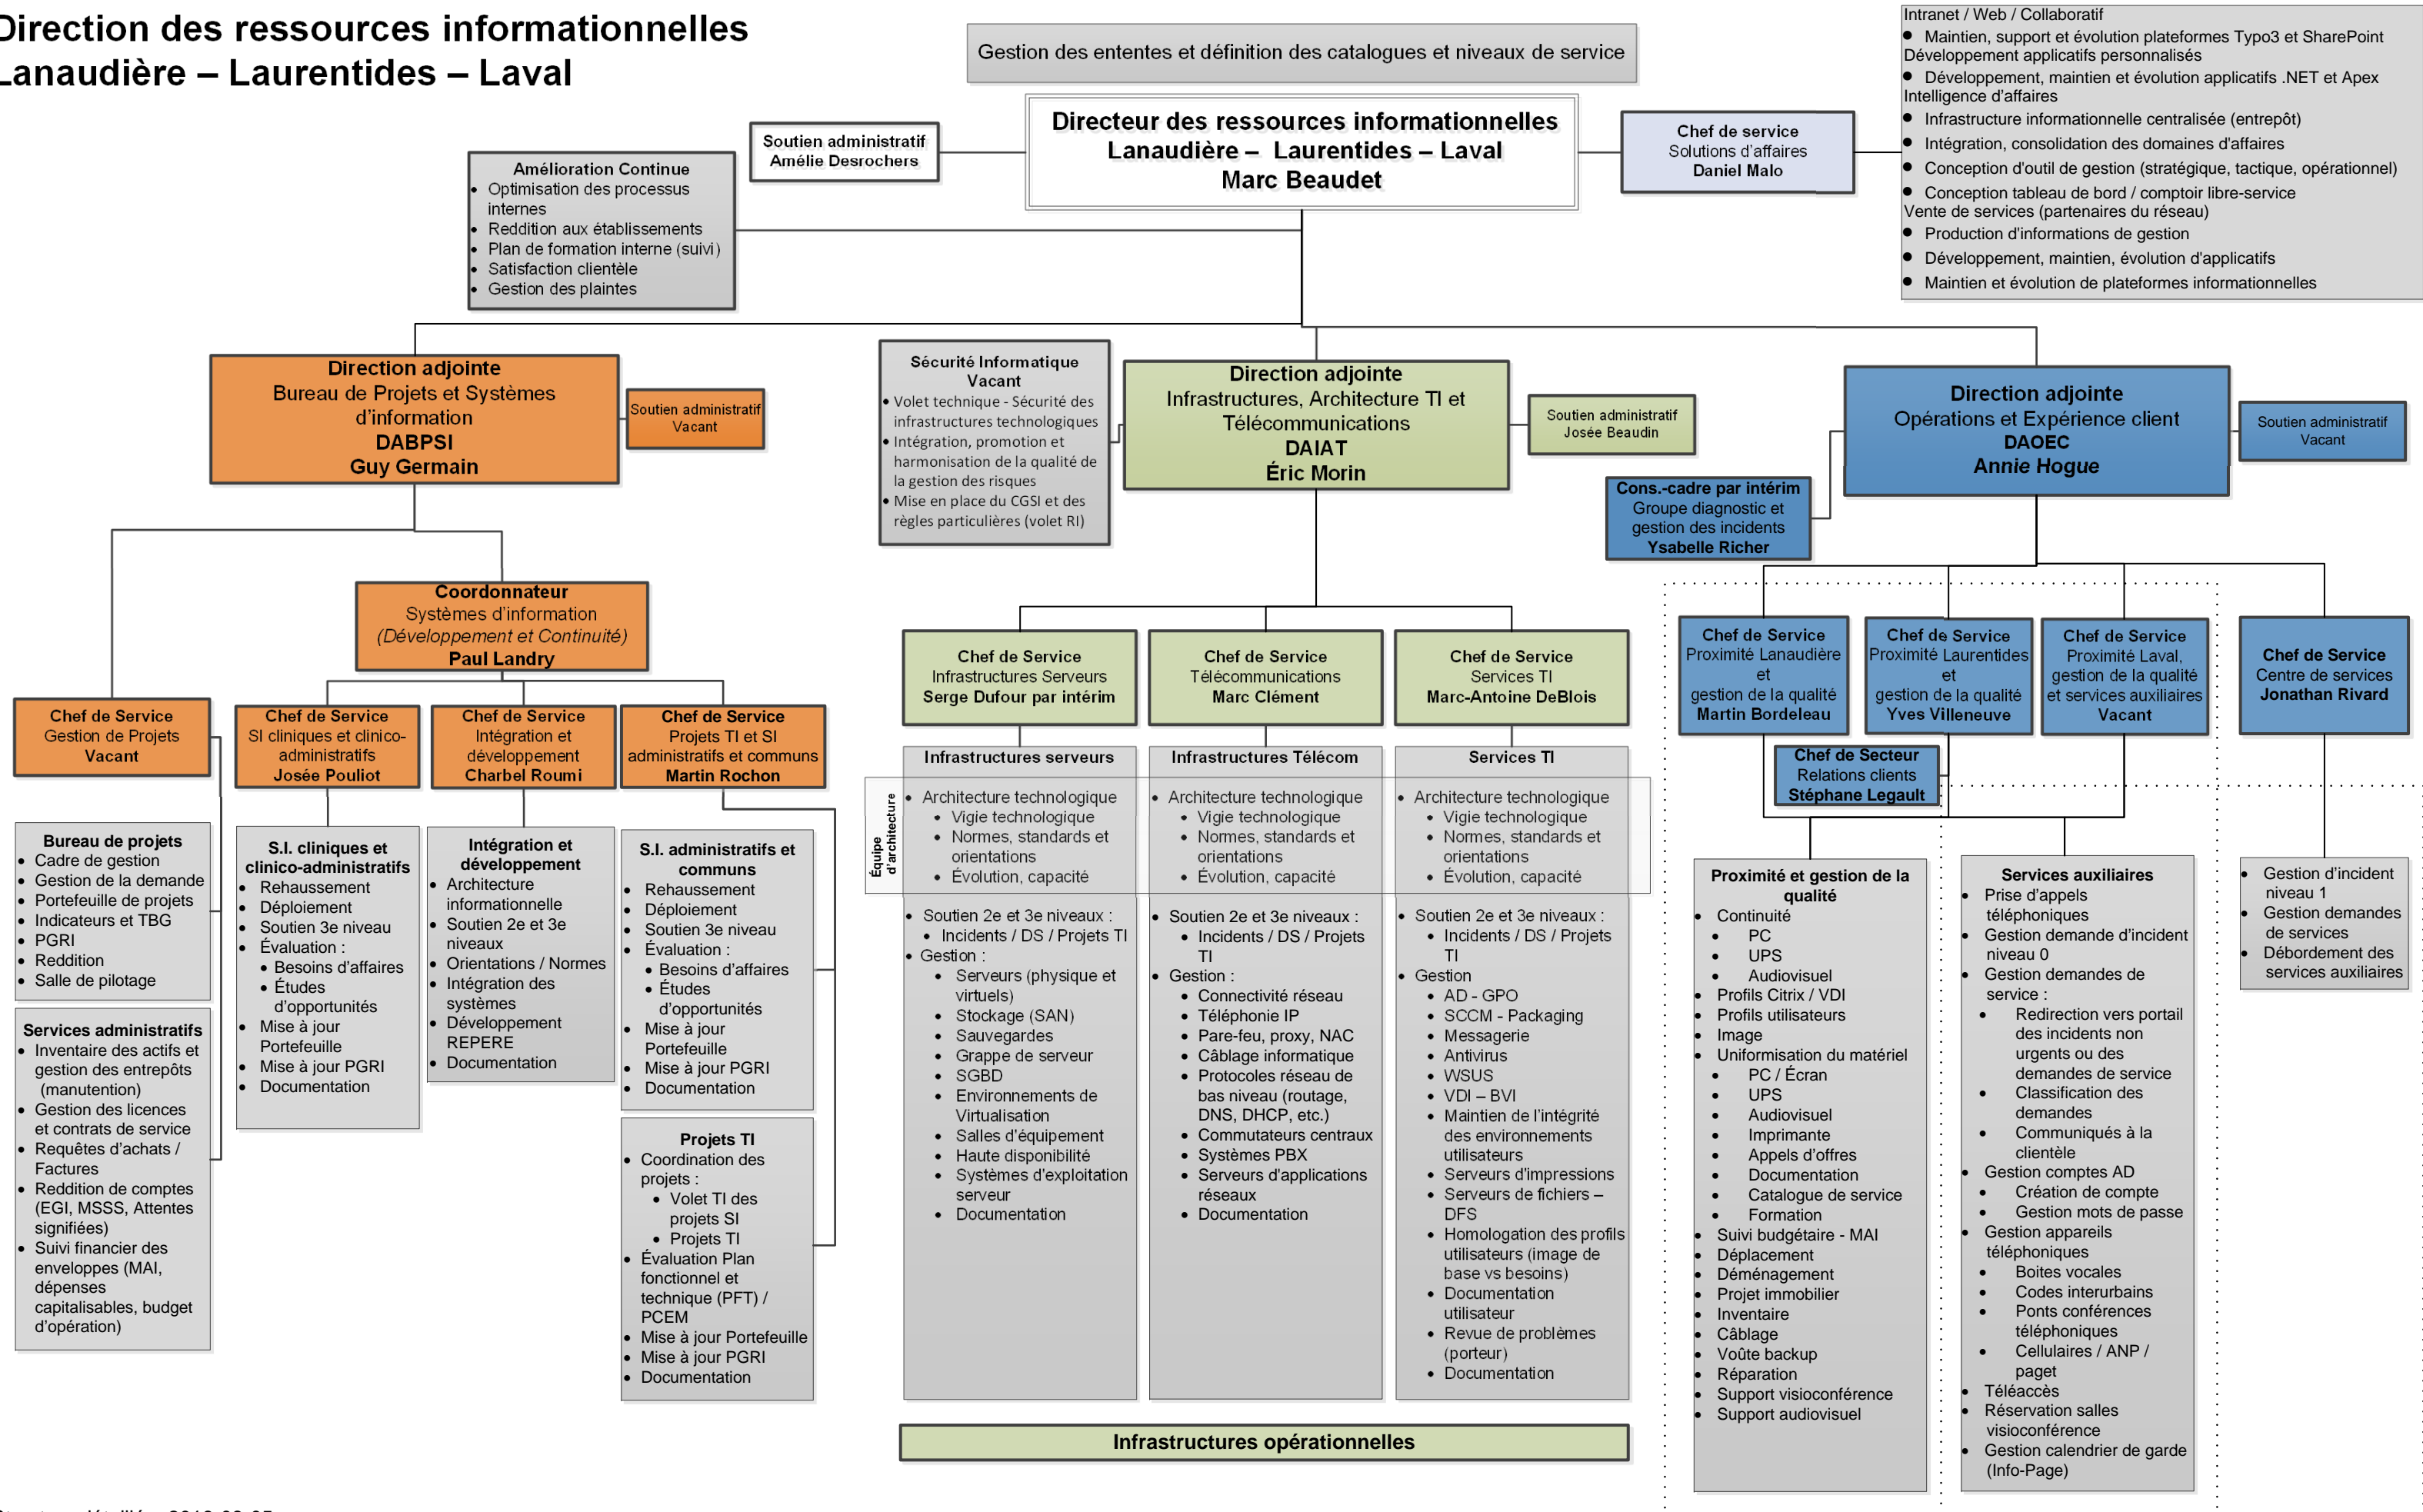 Direction des ressources informationnelles
Lanaudière – Laurentides – Laval
Gestion des ententes et définition des catalogues et niveaux de service
Directeur des ressources informationnelles
Lanaudière – Laurentides – Laval
Marc Beaudet
Soutien administratif
Amélie Desrochers
Chef de service
Solutions d'affaires
Daniel Malo
Intranet / Web / Collaboratif
● Maintien, support et évolution plateformes Typo3 et SharePoint
Développement applicatifs personnalisés
● Développement, maintien et évolution applicatifs .NET et Apex
Intelligence d'affaires
● Infrastructure informationnelle centralisée (entrepôt)
● Intégration, consolidation des domaines d'affaires
● Conception d'outil de gestion (stratégique, tactique, opérationnel)
● Conception tableau de bord / comptoir libre-service
Vente de services (partenaires du réseau)
● Production d'informations de gestion
● Développement, maintien, évolution d'applicatifs
● Maintien et évolution de plateformes informationnelles
Amélioration Continue
• Optimisation des processus
internes
• Reddition aux établissements
• Plan de formation interne (suivi)
• Satisfaction clientèle
• Gestion des plaintes
Direction adjointe
Bureau de Projets et Systèmes
d'information
DABPSI
Guy Germain
Soutien administratif
Vacant
Sécurité Informatique
Vacant
• Volet technique - Sécurité des
infrastructures technologiques
• Intégration, promotion et
harmonisation de la qualité de
la gestion des risques
• Mise en place du CGSI et des
règles particulières (volet RI)
Direction adjointe
Infrastructures, Architecture TI et
Télécommunications
DAIAT
Éric Morin
Soutien administratif
Josée Beaudin
Direction adjointe
Opérations et Expérience client
DAOEC
Annie Hogue
Soutien administratif
Vacant
Cons.-cadre par intérim
Groupe diagnostic et
gestion des incidents
Ysabelle Richer
Coordonnateur
Systèmes d'information
(Développement et Continuité)
Paul Landry
Chef de Service
Gestion de Projets
Vacant
Chef de Service
SI cliniques et clinico-
administratifs
Josée Pouliot
Chef de Service
Intégration et
développement
Charbel Roumi
Chef de Service
Projets TI et SI
administratifs et communs
Martin Rochon
Chef de Service
Infrastructures Serveurs
Serge Dufour par intérim
Chef de Service
Télécommunications
Marc Clément
Chef de Service
Services TI
Marc-Antoine DeBlois
Chef de Service
Proximité Lanaudière
et
gestion de la qualité
Martin Bordeleau
Chef de Service
Proximité Laurentides
et
gestion de la qualité
Yves Villeneuve
Chef de Service
Proximité Laval,
gestion de la qualité
et services auxiliaires
Vacant
Chef de Service
Centre de services
Jonathan Rivard
Chef de Secteur
Relations clients
Stéphane Legault
Bureau de projets
• Cadre de gestion
• Gestion de la demande
• Portefeuille de projets
• Indicateurs et TBG
• PGRI
• Reddition
• Salle de pilotage
Services administratifs
• Inventaire des actifs et
gestion des entrepôts
(manutention)
• Gestion des licences
et contrats de service
• Requêtes d'achats /
Factures
• Reddition de comptes
(EGI, MSSS, Attentes
signifiées)
• Suivi financier des
enveloppes (MAI,
dépenses
capitalisables, budget
d'opération)
S.I. cliniques et
clinico-administratifs
• Rehaussement
• Déploiement
• Soutien 3e niveau
• Évaluation :
• Besoins d'affaires
• Études
d'opportunités
• Mise à jour
Portefeuille
• Mise à jour PGRI
• Documentation
Intégration et
développement
• Architecture
informationnelle
• Soutien 2e et 3e
niveaux
• Orientations / Normes
• Intégration des
systèmes
• Développement
REPERE
• Documentation
S.I. administratifs et
communs
• Rehaussement
• Déploiement
• Soutien 3e niveau
• Évaluation :
• Besoins d'affaires
• Études
d'opportunités
• Mise à jour
Portefeuille
• Mise à jour PGRI
• Documentation
Projets TI
• Coordination des
projets :
• Volet TI des
projets SI
• Projets TI
• Évaluation Plan
fonctionnel et
technique (PFT) /
PCEM
• Mise à jour Portefeuille
• Mise à jour PGRI
• Documentation
Équipe
d'architecture
Infrastructures serveurs
• Architecture technologique
• Vigie technologique
• Normes, standards et
orientations
• Évolution, capacité
• Soutien 2e et 3e niveaux :
• Incidents / DS / Projets TI
• Gestion :
• Serveurs (physique et
virtuels)
• Stockage (SAN)
• Sauvegardes
• Grappe de serveur
• SGBD
• Environnements de
Virtualisation
• Salles d'équipement
• Haute disponibilité
• Systèmes d'exploitation
serveur
• Documentation
Infrastructures Télécom
• Architecture technologique
• Vigie technologique
• Normes, standards et
orientations
• Évolution, capacité
• Soutien 2e et 3e niveaux :
• Incidents / DS / Projets
TI
• Gestion :
• Connectivité réseau
• Téléphonie IP
• Pare-feu, proxy, NAC
• Câblage informatique
• Protocoles réseau de
bas niveau (routage,
DNS, DHCP, etc.)
• Commutateurs centraux
• Systèmes PBX
• Serveurs d'applications
réseaux
• Documentation
Services TI
• Architecture technologique
• Vigie technologique
• Normes, standards et
orientations
• Évolution, capacité
• Soutien 2e et 3e niveaux :
• Incidents / DS / Projets
TI
• Gestion
• AD - GPO
• SCCM - Packaging
• Messagerie
• Antivirus
• WSUS
• VDI – BVI
• Maintien de l'intégrité
des environnements
utilisateurs
• Serveurs d'impressions
• Serveurs de fichiers –
DFS
• Homologation des profils
utilisateurs (image de
base vs besoins)
• Documentation
utilisateur
• Revue de problèmes
(porteur)
• Documentation
Infrastructures opérationnelles
Proximité et gestion de la
qualité
• Continuité
• PC
• UPS
• Audiovisuel
• Profils Citrix / VDI
• Profils utilisateurs
• Image
• Uniformisation du matériel
• PC / Écran
• UPS
• Audiovisuel
• Imprimante
• Appels d'offres
• Documentation
• Catalogue de service
• Formation
• Suivi budgétaire - MAI
• Déplacement
• Déménagement
• Projet immobilier
• Inventaire
• Câblage
• Voûte backup
• Réparation
• Support visioconférence
• Support audiovisuel
Services auxiliaires
• Prise d'appels
téléphoniques
• Gestion demande d'incident
niveau 0
• Gestion demandes de
service :
• Redirection vers portail
des incidents non
urgents ou des
demandes de service
• Classification des
demandes
• Communiqués à la
clientèle
• Gestion comptes AD
• Création de compte
• Gestion mots de passe
• Gestion appareils
téléphoniques
• Boites vocales
• Codes interurbains
• Ponts conférences
téléphoniques
• Cellulaires / ANP /
paget
• Téléaccès
• Réservation salles
visioconférence
• Gestion calendrier de garde
(Info-Page)
• Gestion d'incident
niveau 1
• Gestion demandes
de services
• Débordement des
services auxiliaires